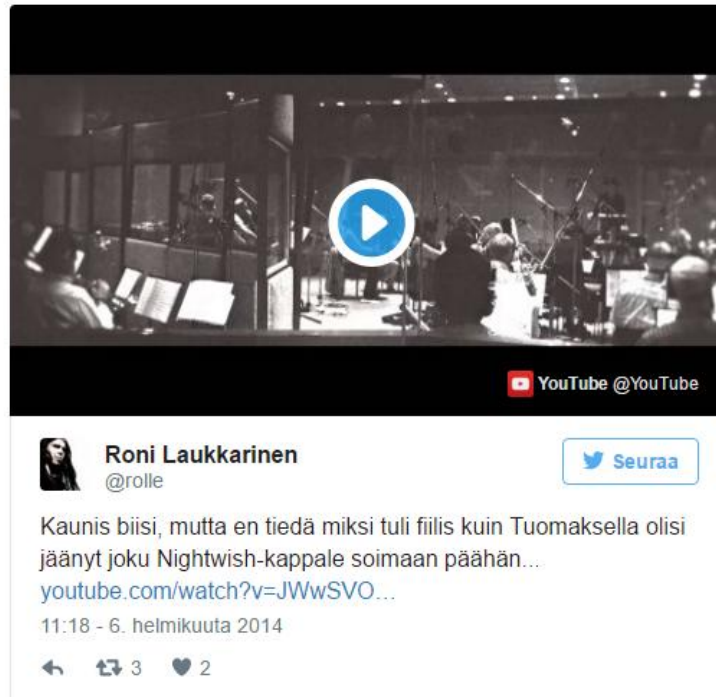 YouTube @YouTube
Roni Laukkarinen
@rolle
Seuraa
Kaunis biisi, mutta en tiedä miksi tuli fiilis kuin Tuomaksella olisi
jäänyt joku Nightwish-kappale soimaan päähän...
youtube.com/watch?v=JWwSVO...
11:18 - 6. helmikuuta 2014
3
2